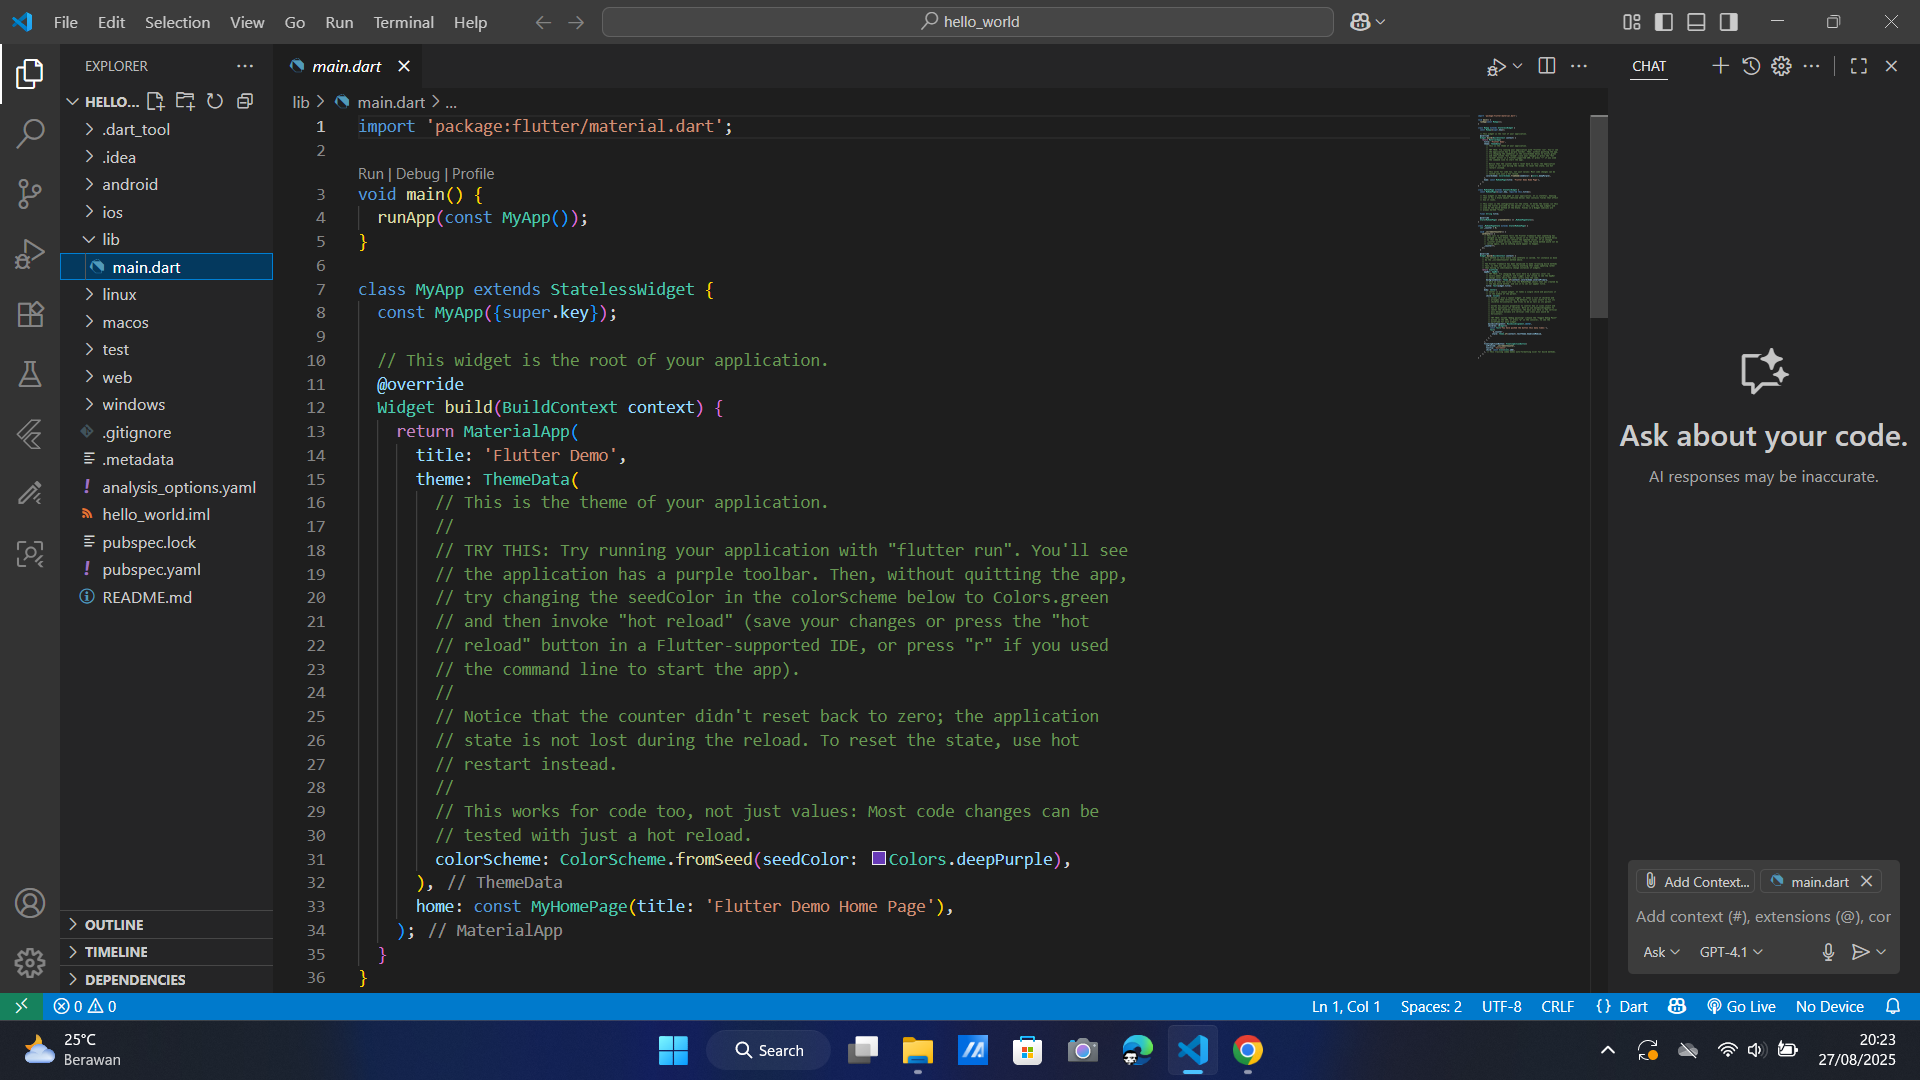 File Edit Selection View Go Run Terminal Help
hello_world
EXPLORER
HELLO...
.dart_tool
.idea
android
ios
lib
main.dart
linux
macos
test
web
windows
.gitignore
.metadata
analysis_options.yaml
hello_world.iml
pubspec.lock
pubspec.yaml
README.md
OUTLINE
TIMELINE
DEPENDENCIES
main.dart
lib > main.dart > ...
1 import 'package:flutter/material.dart';
2
Run | Debug | Profile
3 void main() {
4 runApp(const MyApp());
5 }
6
7 class MyApp extends StatelessWidget {
8 const MyApp({super.key});
9
10 // This widget is the root of your application.
11 @override
12 Widget build(BuildContext context) {
13 return MaterialApp(
14 title: 'Flutter Demo',
15 theme: ThemeData(
16 // This is the theme of your application.
17 //
18 // TRY THIS: Try running your application with "flutter run". You'll see
19 // the application has a purple toolbar. Then, without quitting the app,
20 // try changing the seedColor in the colorScheme below to Colors.green
21 // and then invoke "hot reload" (save your changes or press the "hot
22 // reload" button in a Flutter-supported IDE, or press "r" if you used
23 // the command line to start the app).
24 //
25 // Notice that the counter didn't reset back to zero; the application
26 // state is not lost during the reload. To reset the state, use hot
27 // restart instead.
28 //
29 // This works for code too, not just values: Most code changes can be
30 // tested with just a hot reload.
31 colorScheme: ColorScheme.fromSeed(seedColor: Colors.deepPurple),
32 ), // ThemeData
33 home: const MyHomePage(title: 'Flutter Demo Home Page'),
34 ); // MaterialApp
35 }
36 }
CHAT
Ask about your code.
AI responses may be inaccurate.
Add Context... main.dart
Add context (#), extensions (@), cor
Ask GPT-4.1
0 0
Ln 1, Col 1 Spaces: 2 UTF-8 CRLF {} Dart Go Live No Device
25°C
Berawan
Search
20:23
27/08/2025